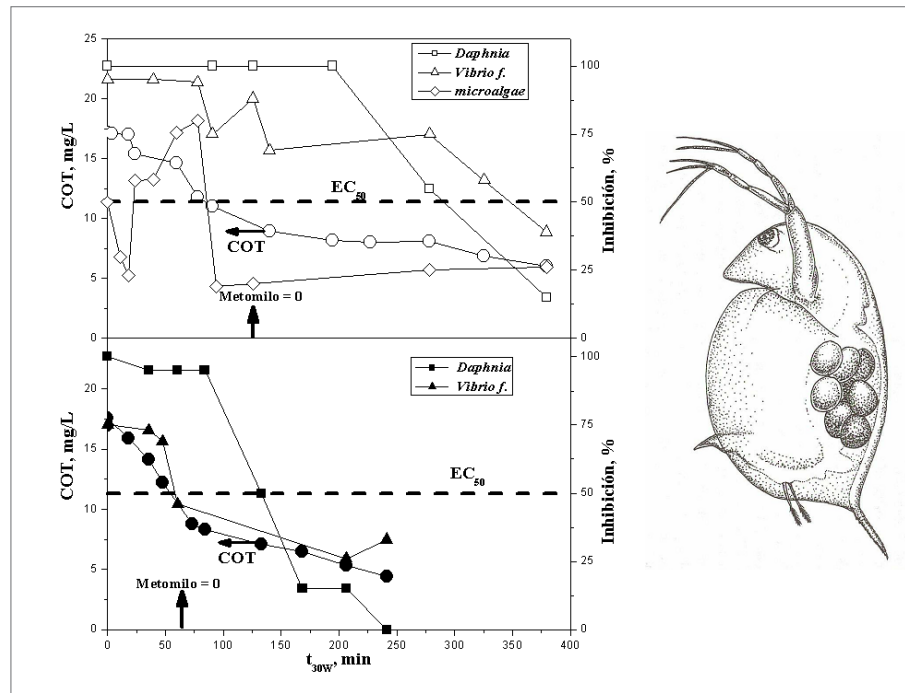 25
20
15
10
5
0
COT, mg/L
Daphnia
Vibrio f.
microalgae
EC50
COT
Metomilo = 0
100
75
50
25
0
Inhibición, %
20
15
10
5
0
COT, mg/L
Daphnia
Vibrio f.
EC50
COT
Metomilo = 0
100
75
50
25
0
Inhibición, %
0 50 100 150 200 250 300 350 400
t30W, min